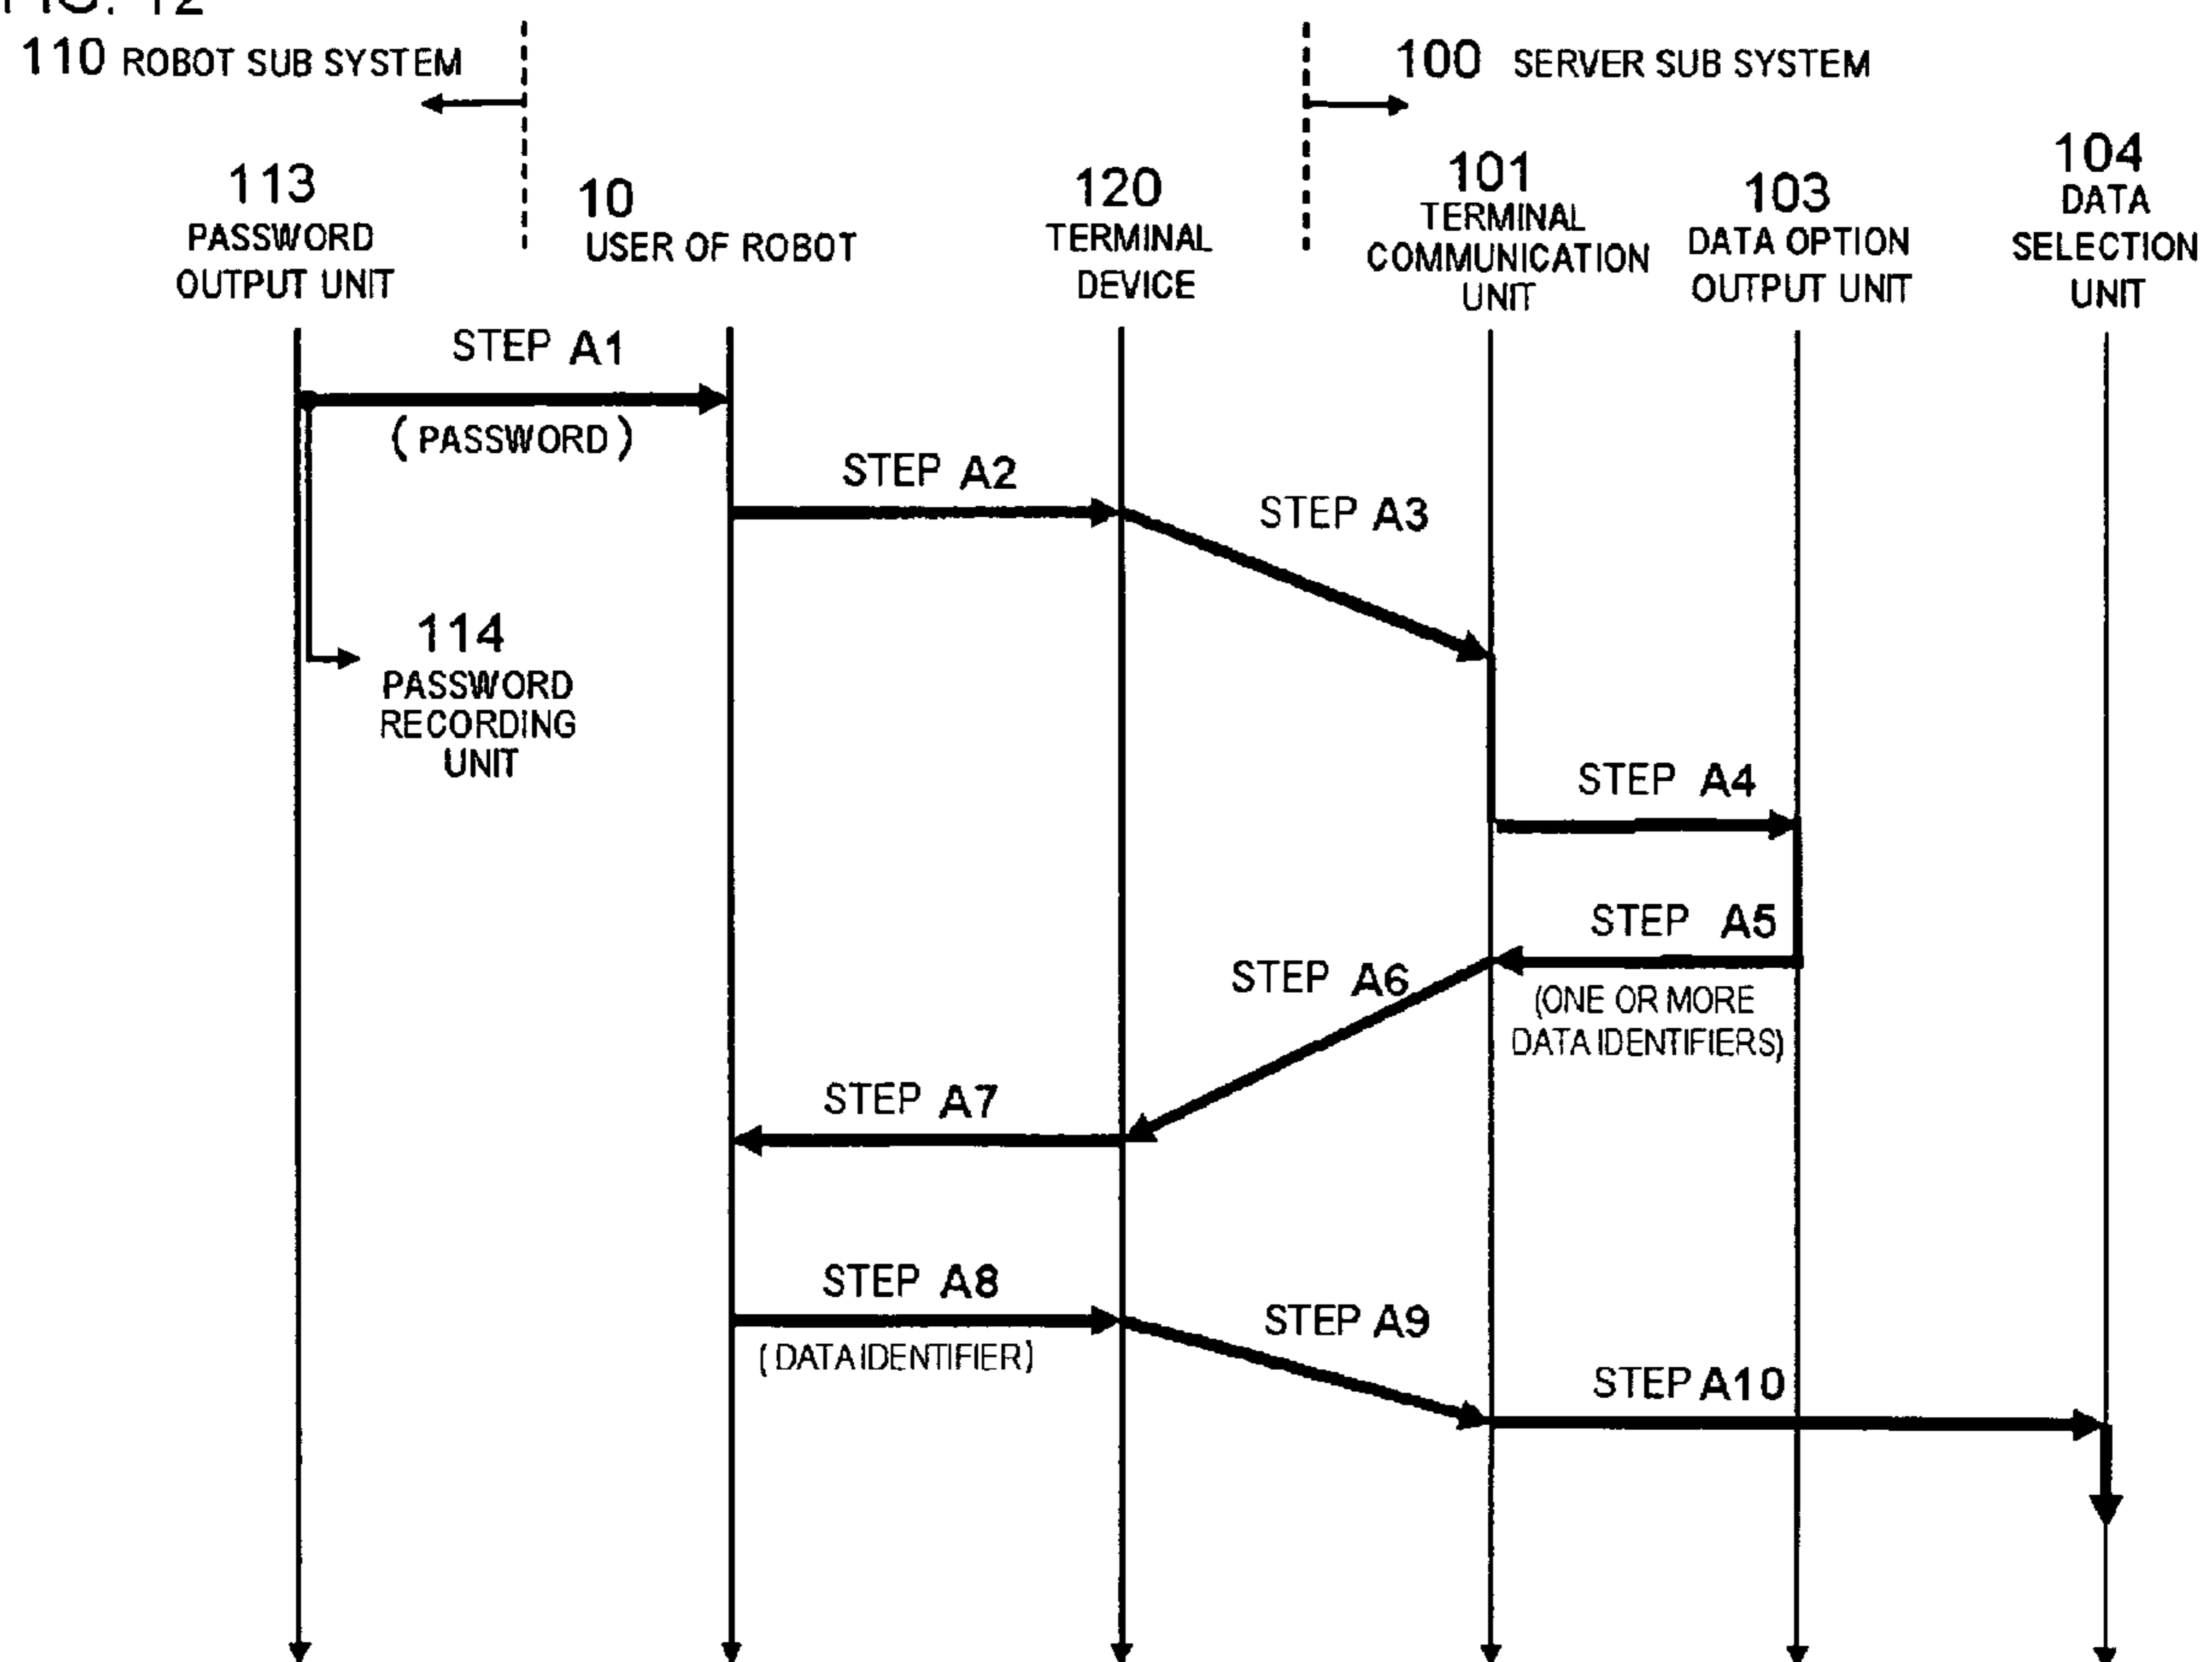 FIG. 12
110 ROBOT SUB SYSTEM
100 SERVER SUB SYSTEM
113
PASSWORD
OUTPUT UNIT
10
USER OF ROBOT
120
TERMINAL
DEVICE
101
TERMINAL
COMMUNICATION
UNIT
103
DATA OPTION
OUTPUT UNIT
104
DATA
SELECTION
UNIT
STEP A1
(PASSWORD)
STEP A2
STEP A3
114
PASSWORD
RECORDING
UNIT
STEP A4
STEP A5
(ONE OR MORE
DATA IDENTIFIERS)
STEP A6
STEP A7
STEP A8
(DATA IDENTIFIER)
STEP A9
STEP A10